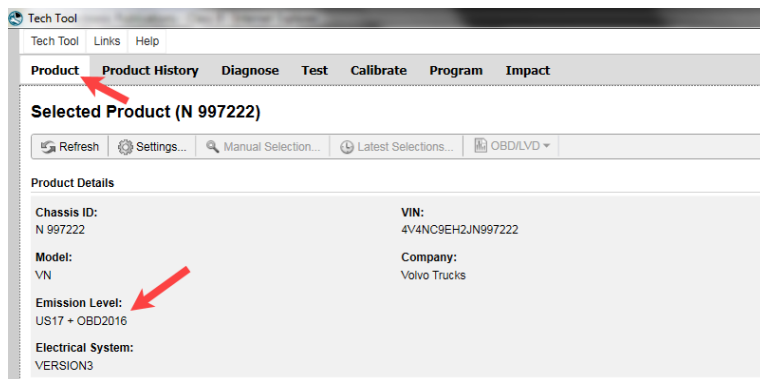 Tech Tool
Tech Tool Links Help
Product Product History Diagnose Test Calibrate Program Impact
Selected Product (N 997222)
Refresh Settings... Manual Selection... Latest Selections... OBD/LVD
Product Details
Chassis ID: VIN:
N 997222 4V4NC9EH2JN997222
Model: Company:
VN Volvo Trucks
Emission Level:
US17 + OBD2016
Electrical System:
VERSION3